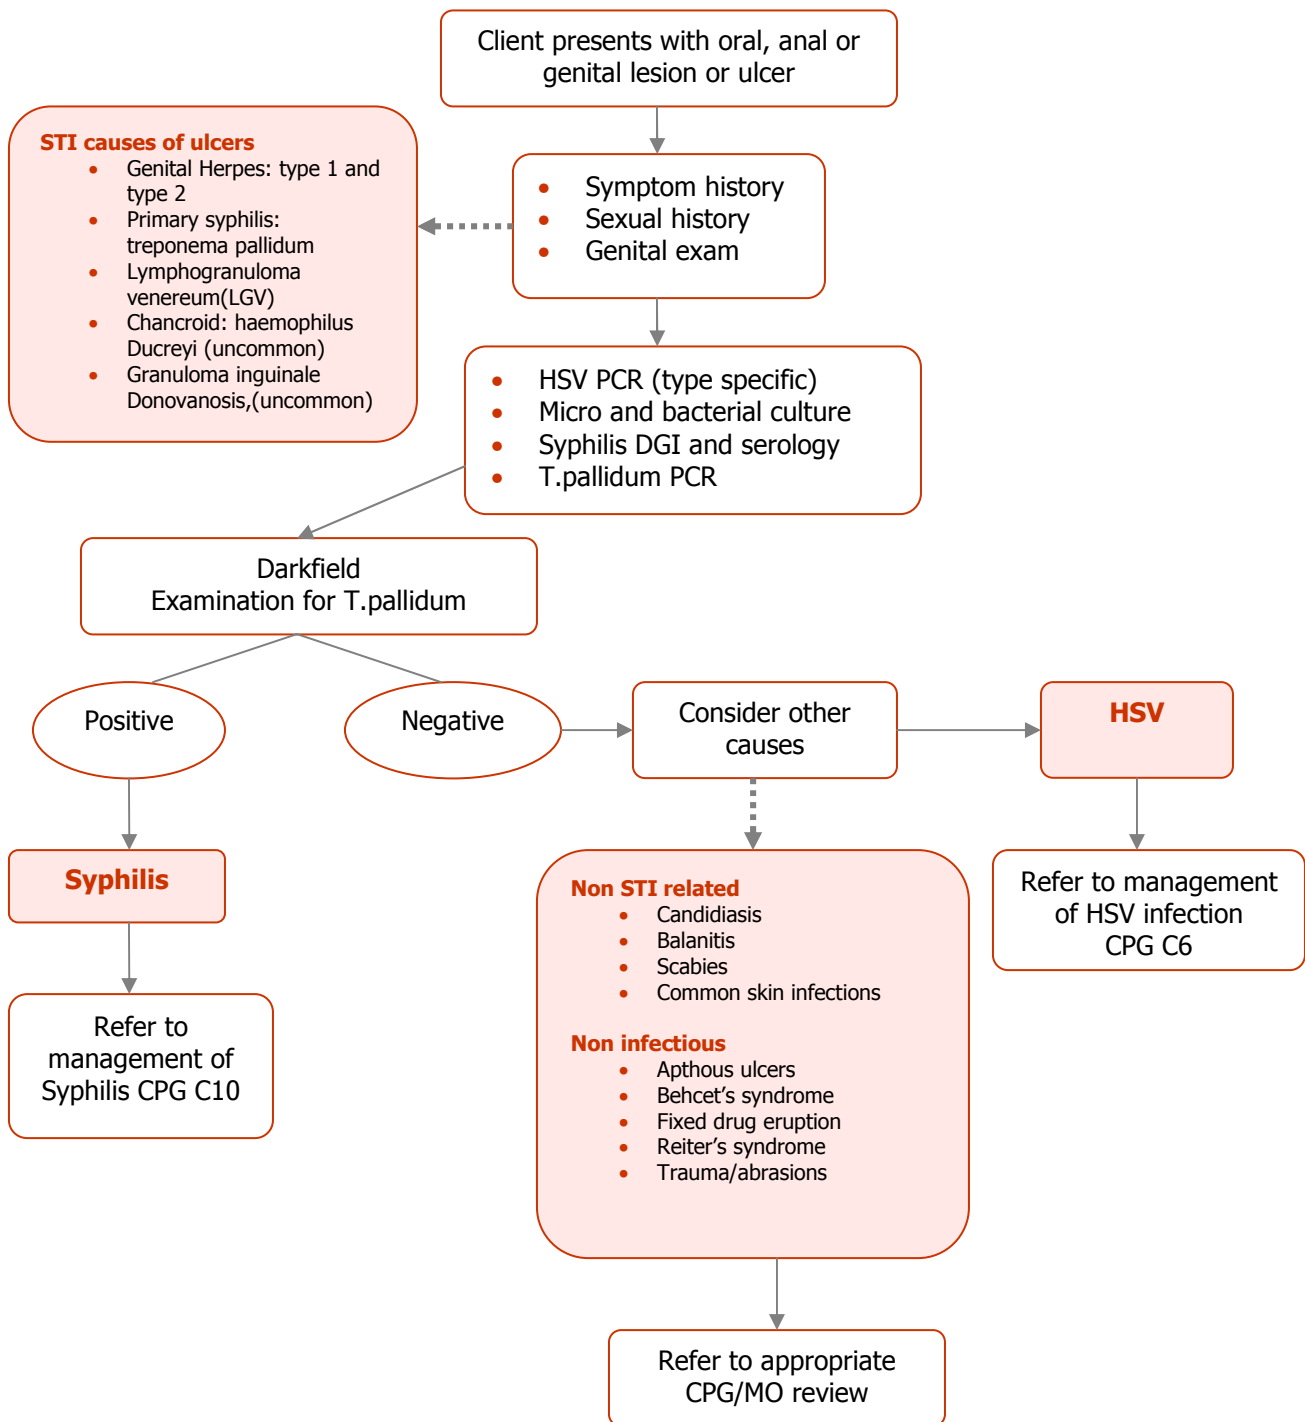 Client presents with oral, anal or
genital lesion or ulcer
STI causes of ulcers
• Genital Herpes: type 1 and
type 2
• Primary syphilis:
treponema pallidum
• Lymphogranuloma
venereum(LGV)
• Chancroid: haemophilus
Ducreyi (uncommon)
• Granuloma inguinale
Donovanosis,(uncommon)
• Symptom history
• Sexual history
• Genital exam
• HSV PCR (type specific)
• Micro and bacterial culture
• Syphilis DGI and serology
• T.pallidum PCR
Darkfield
Examination for T.pallidum
Positive
Negative
Consider other
causes
HSV
Syphilis
Refer to
management of
Syphilis CPG C10
Non STI related
• Candidiasis
• Balanitis
• Scabies
• Common skin infections
Non infectious
• Apthous ulcers
• Behcet's syndrome
• Fixed drug eruption
• Reiter's syndrome
• Trauma/abrasions
Refer to management
of HSV infection
CPG C6
Refer to appropriate
CPG/MO review